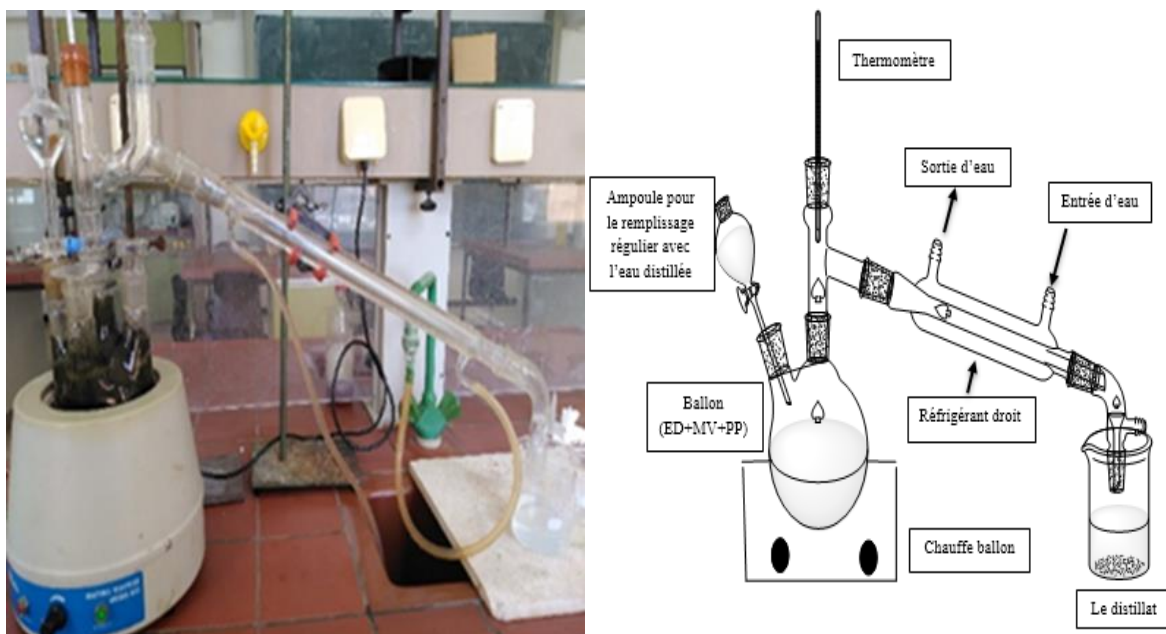 Thermomètre
Sortie d'eau
Entrée d'eau
Ampoule pour
le remplissage
régulier avec
l'eau distillée
Ballon
(ED+MV+PP)
Réfrigérant droit
Chauffe ballon
Le distillat